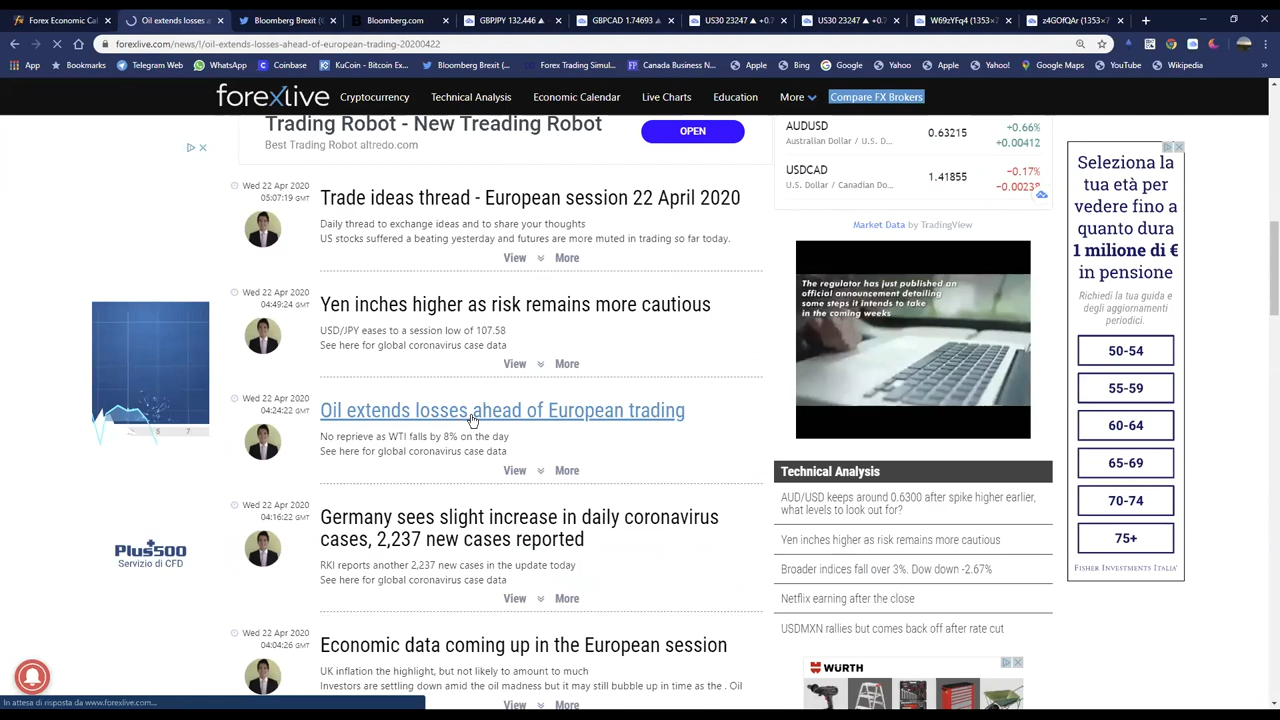 Oil extends losses a
Bloomberg Brexit (
Bloomberg.com
GBPJPY 132.446 ▲ +0.
GBPCAD 1.74693 ▲
US30 23247 ▲ +0.7
US30 23247 ▲ +0.
W69zYFq4 (1353×
z4GOfQAr (1353×7
forexlive.com/news/!/oil-extends-losses-ahead-of-european-trading-20200422
App
Bookmarks
Telegram Web
WhatsApp
Coinbase
KuCoin - Bitcoin Ex...
Bloomberg Brexit (...
Forex Trading Simul...
Canada Business N...
Apple
Bing
Google
Yahoo
Apple
Yahoo!
Google Maps
YouTube
Wikipedia
»
forexlive
Cryptocurrency
Technical Analysis
Economic Calendar
Live Charts
Education
More
Compare FX Brokers
Trading Robot - New Treading Robot
Best Trading Robot altredo.com
OPEN
Wed 22 Apr 2020
05:07:19 GMT
Trade ideas thread - European session 22 April 2020
Daily thread to exchange ideas and to share your thoughts
US stocks suffered a beating yesterday and futures are more muted in trading so far today.
View More
Wed 22 Apr 2020
04:49:24 GMT
Yen inches higher as risk remains more cautious
USD/JPY eases to a session low of 107.58
See here for global coronavirus case data
View More
Wed 22 Apr 2020
04:24:22 GMT
Oil extends losses ahead of European trading
No reprieve as WTI falls by 8% on the day
See here for global coronavirus case data
View More
Wed 22 Apr 2020
04:16:22 GMT
Germany sees slight increase in daily coronavirus
cases, 2,237 new cases reported
RKI reports another 2,237 new cases in the update today
See here for global coronavirus case data
View More
Wed 22 Apr 2020
04:04:26 GMT
Economic data coming up in the European session
UK inflation the highlight, but not likely to amount to much
Investors are settling down amid the oil madness but it may still bubble up in time as the . Oil
View More
5 7
Plus500
Servizio di CFD
In attesa di risposta da www.forexlive.com...
AUDUSD
Australian Dollar / U.S. D...
0.63215
+0.66%
+0.00412
USDCAD
U.S. Dollar / Canadian Do...
1.41855
−0.17%
−0.00238
Market Data by TradingView
The regulator has just published an
official announcement detailing
some steps it intends to take
in the coming weeks
Technical Analysis
AUD/USD keeps around 0.6300 after spike higher earlier,
what levels to look out for?
Yen inches higher as risk remains more cautious
Broader indices fall over 3%. Dow down -2.67%
Netflix earning after the close
USDMXN rallies but comes back off after rate cut
WÜRTH
Seleziona la
tua età per
vedere fino a
quanto dura
1 milione di €
in pensione
Richiedi la tua guida e
degli aggiornamenti
periodici.
50-54
55-59
60-64
65-69
70-74
75+
FISHER INVESTMENTS ITALIA